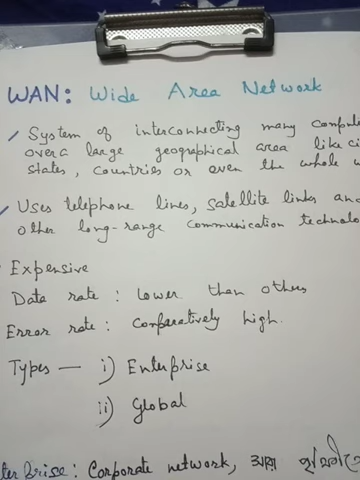 WAN: Wide Area Network
System of interconnecting many
over a large geographical area like
states, countries or even the whole
Uses telephone lines, satellite links and
other long-range communication
Expensive
Data rate: lower than others
Error rate: comparatively high.
Types — i) Enterprise
ii) Global
Corporate network,